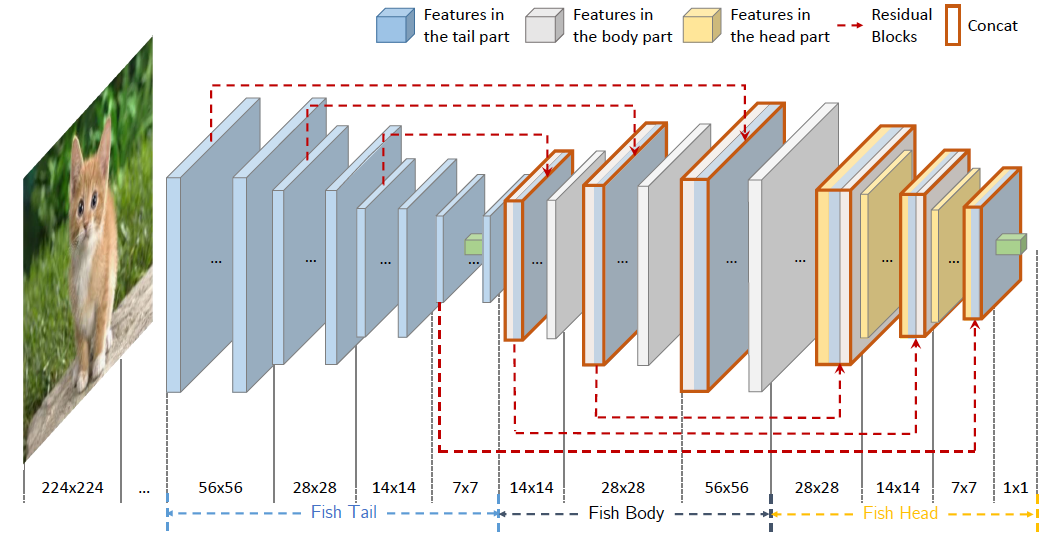 Features in
the tail part
Features in
the body part
Features in
the head part
Residual
Blocks
Concat
... ... ... ... ... ... ... ... ... ...
224x224 ... 56x56 28x28 14x14 7x7 14x14 28x28 56x56 28x28 14x14 7x7 1x1
Fish Tail Fish Body Fish Head